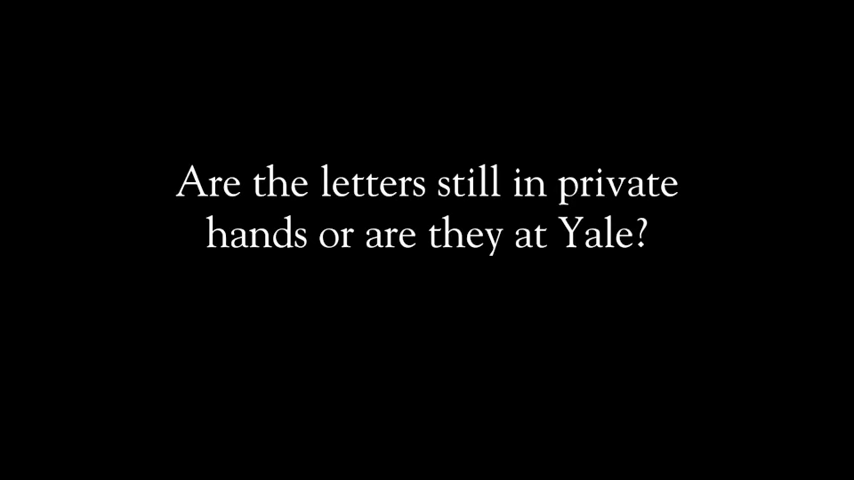 Are the letters still in private
hands or are they at Yale?